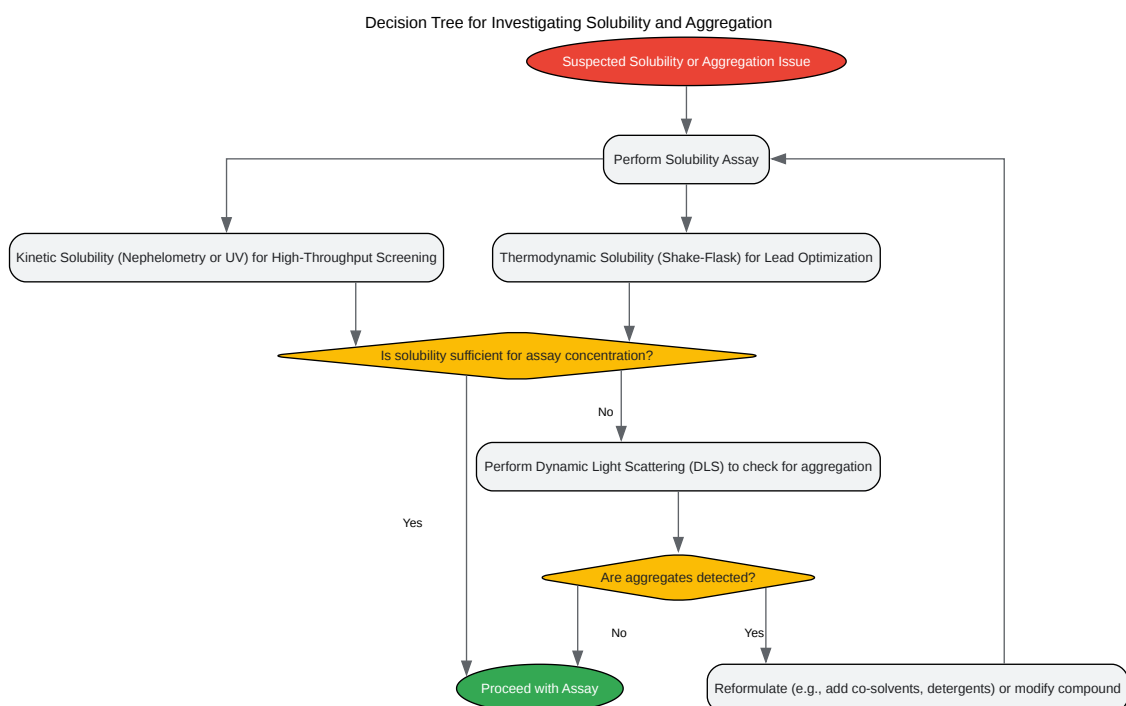 Decision Tree for Investigating Solubility and Aggregation
Suspected Solubility or Aggregation Issue
Perform Solubility Assay
Kinetic Solubility (Nephelometry or UV) for High-Throughput Screening
Thermodynamic Solubility (Shake-Flask) for Lead Optimization
Is solubility sufficient for assay concentration?
No
Perform Dynamic Light Scattering (DLS) to check for aggregation
Yes
Are aggregates detected?
No
Yes
Proceed with Assay
Reformulate (e.g., add co-solvents, detergents) or modify compound